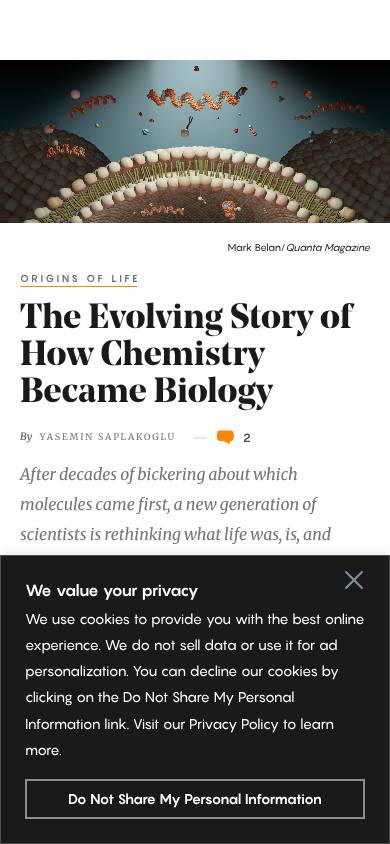 Mark Belan/Quanta Magazine
ORIGINS OF LIFE
The Evolving Story of
How Chemistry
Became Biology
By YASEMIN SAPLAKOGLU
2
After decades of bickering about which
molecules came first, a new generation of
scientists is rethinking what life was, is, and
We value your privacy
We use cookies to provide you with the best online
experience. We do not sell data or use it for ad
personalization. You can decline our cookies by
clicking on the Do Not Share My Personal
Information link. Visit our Privacy Policy to learn
more.
Do Not Share My Personal Information